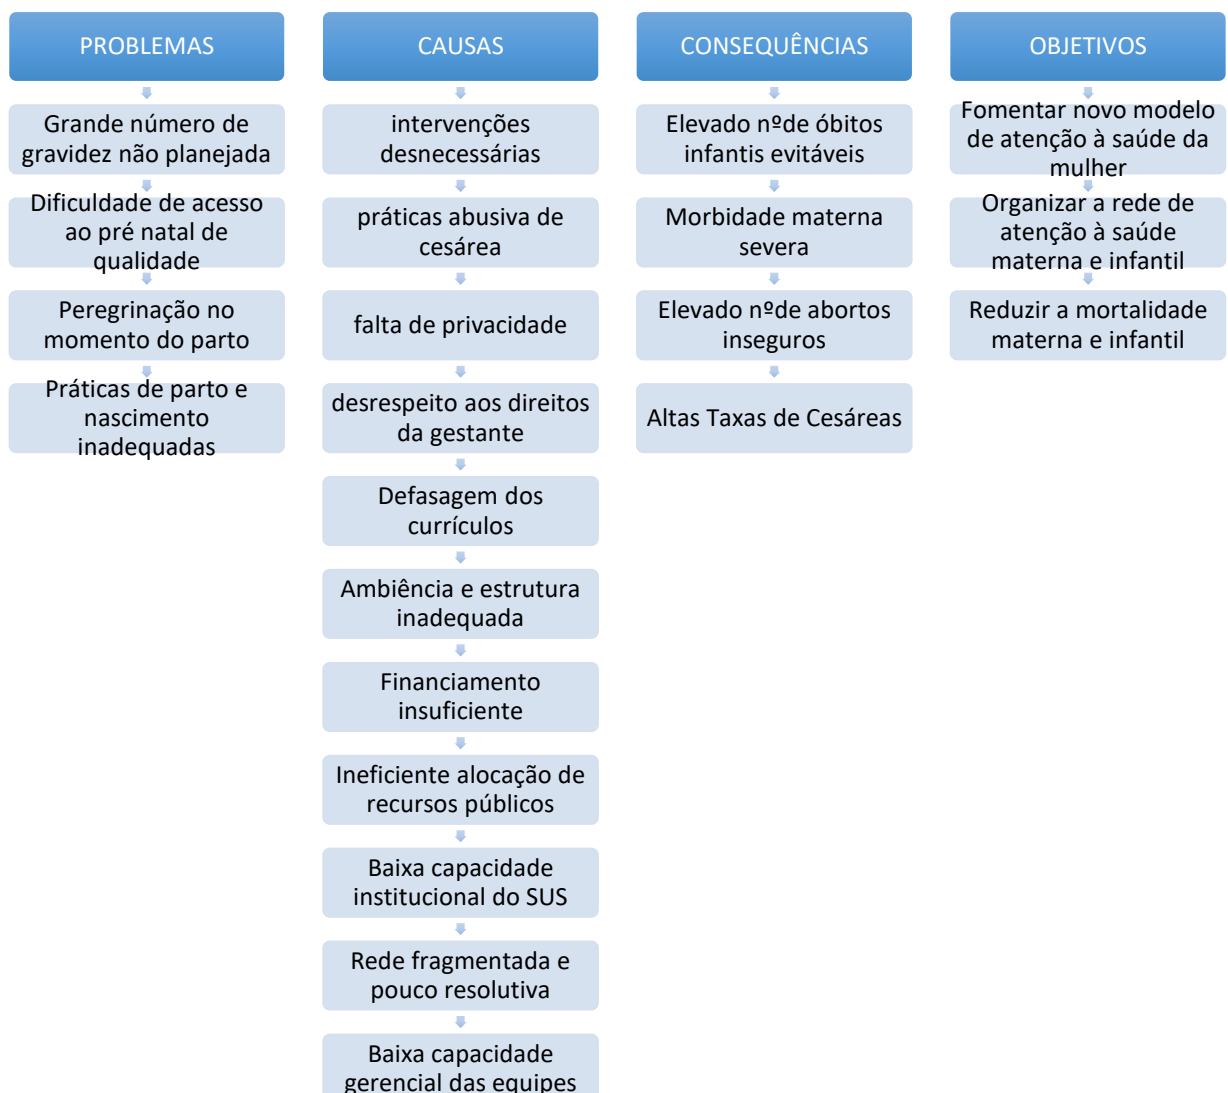 PROBLEMAS
Grande número de
gravidez não planejada
Dificuldade de acesso
ao pré natal de
qualidade
Peregrinação no
momento do parto
Práticas de parto e
nascimento
inadequadas
CAUSAS
intervenções
desnecessárias
práticas abusiva de
cesárea
falta de privacidade
desrespeito aos direitos
da gestante
Defasagem dos
currículos
Ambiência e estrutura
inadequada
Financiamento
insuficiente
Ineficiente alocação de
recursos públicos
Baixa capacidade
institucional do SUS
Rede fragmentada e
pouco resolutiva
Baixa capacidade
gerencial das equipes
CONSEQUÊNCIAS
Elevado nºde óbitos
infantis evitáveis
Morbidade materna
severa
Elevado nºde abortos
inseguros
Altas Taxas de Cesáreas
OBJETIVOS
Fomentar novo modelo
de atenção à saúde da
mulher
Organizar a rede de
atenção à saúde
materna e infantil
Reduzir a mortalidade
materna e infantil